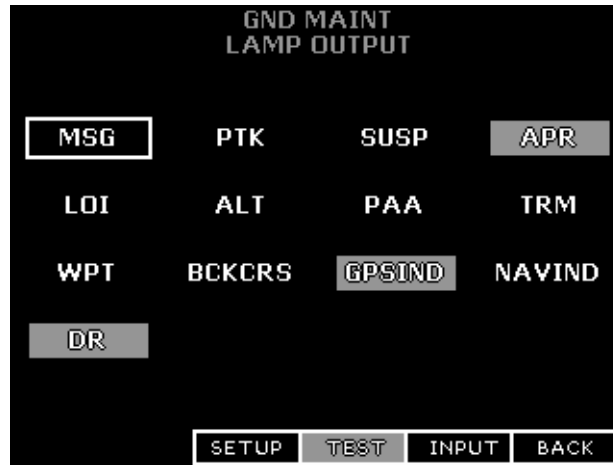 GND MAINT
LAMP OUTPUT
MSG PTK SUSP APR
LOI ALT PAA TRM
WPT BCKCRS GPSIND NAVIND
DR
SETUP TEST INPUT BACK